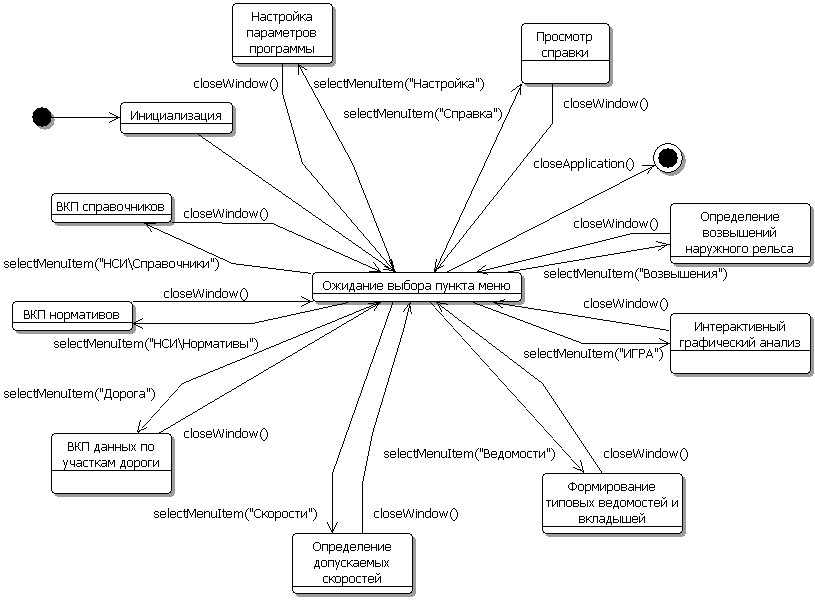 Настройка
параметров
программы
Просмотр
справки
closeWindow()
selectMenuItem("Настройка")
closeWindow()
selectMenuItem("Справка")
Инициализация
closeApplication()
ВКП справочников
closeWindow()
closeWindow()
Определение
возвышений
наружного рельса
selectMenuItem("НСИ\Справочники")
selectMenuItem("Возвышения")
Ожидание выбора пункта меню
closeWindow()
closeWindow()
ВКП нормативов
Интерактивный
графический анализ
selectMenuItem("НСИ\Нормативы")
selectMenuItem("ИГРА")
selectMenuItem("Дорога")
closeWindow()
ВКП данных по
участкам дороги
selectMenuItem("Ведомости")
closeWindow()
Формирование
типовых ведомостей и
вкладышей
selectMenuItem("Скорости")
closeWindow()
Определение
допускаемых
скоростей